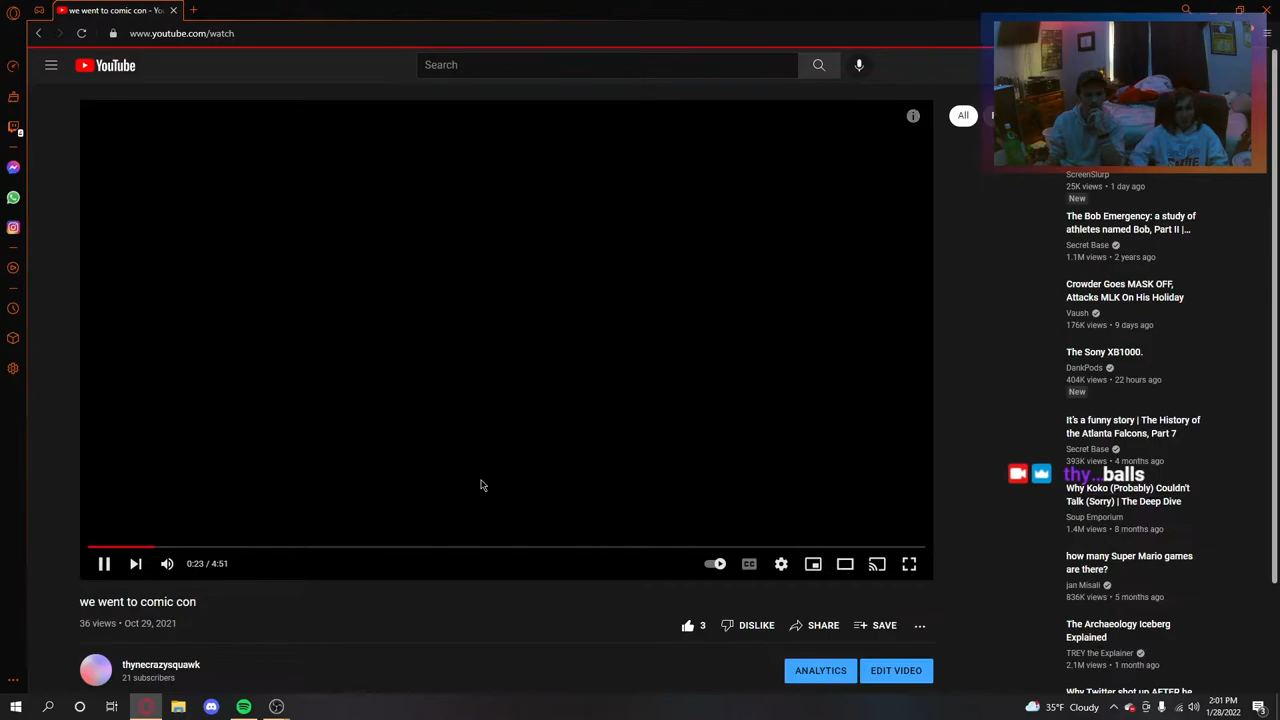 we went to comic con - Yo
www.youtube.com/watch
YouTube
Search
All
ScreenSlurp
25K views • 1 day ago
New
The Bob Emergency: a study of
athletes named Bob, Part II |...
Secret Base
1.1M views • 2 years ago
Crowder Goes MASK OFF,
Attacks MLK On His Holiday
Vaush
176K views • 9 days ago
The Sony XB1000.
DankPods
404K views • 22 hours ago
New
It's a funny story | The History of
the Atlanta Falcons, Part 7
Secret Base
393K views • 4 months ago
thy...balls
Why Koko (Probably) Couldn't
Talk (Sorry) | The Deep Dive
Soup Emporium
1.4M views • 8 months ago
how many Super Mario games
are there?
jan Misali
836K views • 5 months ago
The Archaeology Iceberg
Explained
TREY the Explainer
2.1M views • 1 month ago
Why Twitter shot up AFTER he
0:23 / 4:51
CC
we went to comic con
36 views • Oct 29, 2021
3
DISLIKE
SHARE
SAVE
thynecrazysquawk
21 subscribers
ANALYTICS
EDIT VIDEO
35°F Cloudy
2:01 PM
1/28/2022
3